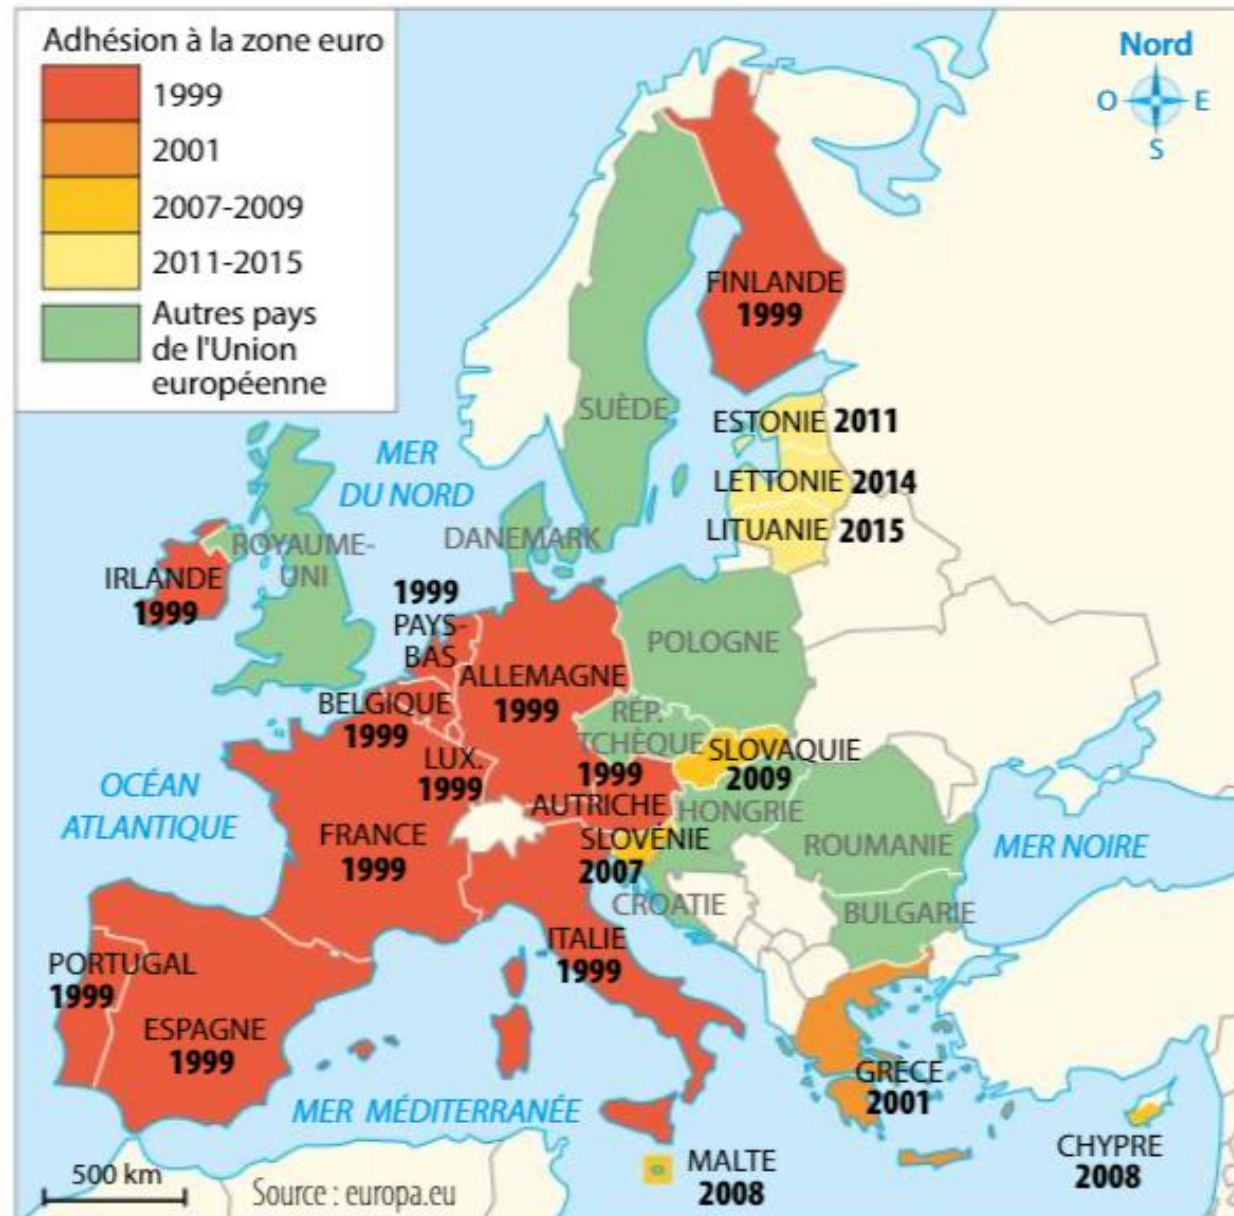 Adhésion à la zone euro
1999
2001
2007-2009
2011-2015
Autres pays
de l'Union
européenne
Nord
O
E
S
FINLANDE
1999
SUÈDE
ESTONIE 2011
LETTONIE 2014
LITUANIE 2015
MER
DU NORD
DANEMARK
ROYAUME-
UNI
IRLANDE
1999
1999
PAYS-
BAS
POLOGNE
ALLEMAGNE
1999
BELGIQUE
1999
LUX.
1999
RÉP.
TCHÈQUE
SLOVAQUIE
2009
1999
AUTRICHE
HONGRIE
OCÉAN
ATLANTIQUE
FRANCE
1999
SLOVÉNIE
2007
ROUMANIE
MER NOIRE
CROATIE
BULGARIE
ITALIE
1999
PORTUGAL
1999
ESPAGNE
1999
GRÈCE
2001
MER MÉDITERRANÉE
CHYPRE
2008
MALTE
2008
500 km
Source : europa.eu